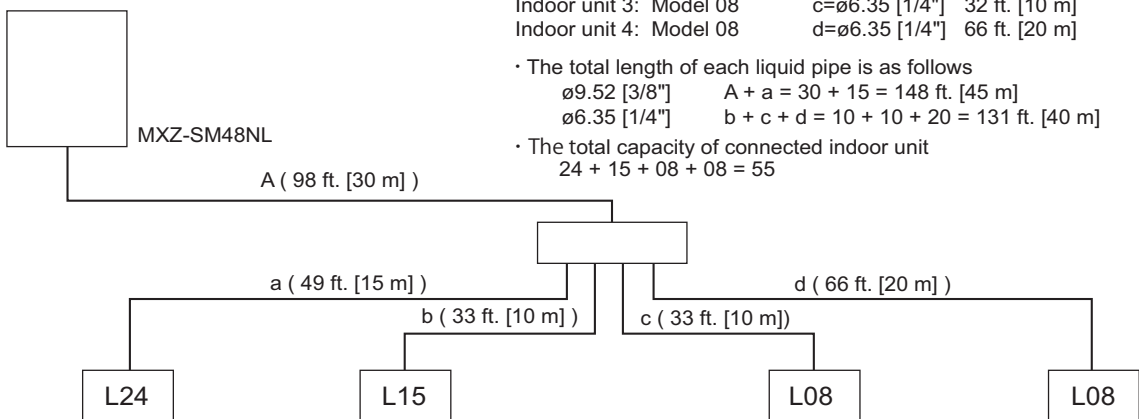 Indoor unit 3: Model 08 c=ø6.35 [1/4"] 32 ft. [10 m]
Indoor unit 4: Model 08 d=ø6.35 [1/4"] 66 ft. [20 m]
· The total length of each liquid pipe is as follows
ø9.52 [3/8"] A + a = 30 + 15 = 148 ft. [45 m]
ø6.35 [1/4"] b + c + d = 10 + 10 + 20 = 131 ft. [40 m]
· The total capacity of connected indoor unit
24 + 15 + 08 + 08 = 55
MXZ-SM48NL
A ( 98 ft. [30 m] )
a ( 49 ft. [15 m] )
d ( 66 ft. [20 m] )
b ( 33 ft. [10 m] )
c ( 33 ft. [10 m])
L24
L15
L08
L08